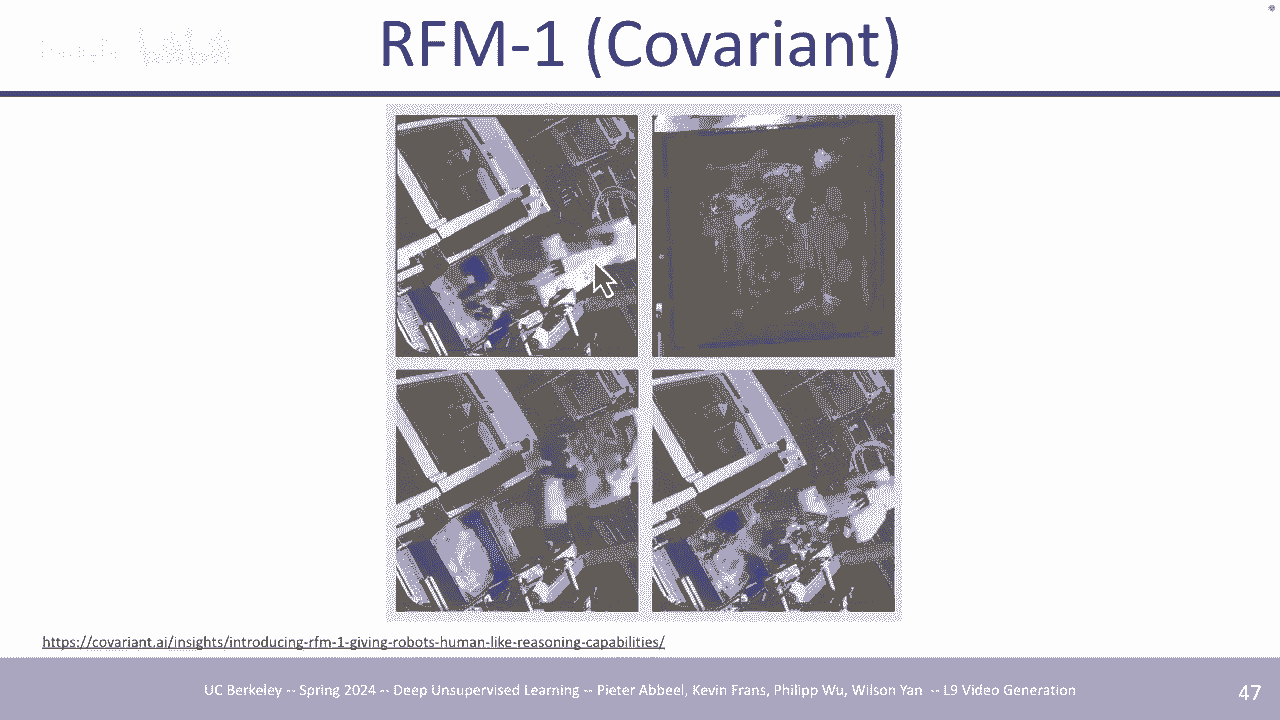 RFM-1 (Covariant)
https://covariant.ai/insights/introducing-rfm-1-giving-robots-human-like-reasoning-capabilities/
UC Berkeley -- Spring 2024 -- Deep Unsupervised Learning -- Pieter Abbeel, Kevin Frans, Philipp Wu, Wilson Yan -- L9 Video Generation
47